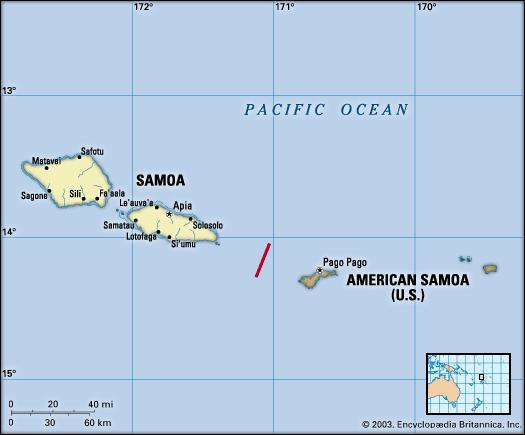 172°
171°
170°
13°
PACIFIC OCEAN
Safotu
Matavai
SAMOA
Sagone
Sili
Fa'aala
Le'auva'a
Apia
Samatau
Solosolo
Lotofaga
Si'umu
14°
Pago Pago
AMERICAN SAMOA
(U.S.)
15°
0 20 40 mi
0 30 60 km
© 2003, Encyclopædia Britannica, Inc.